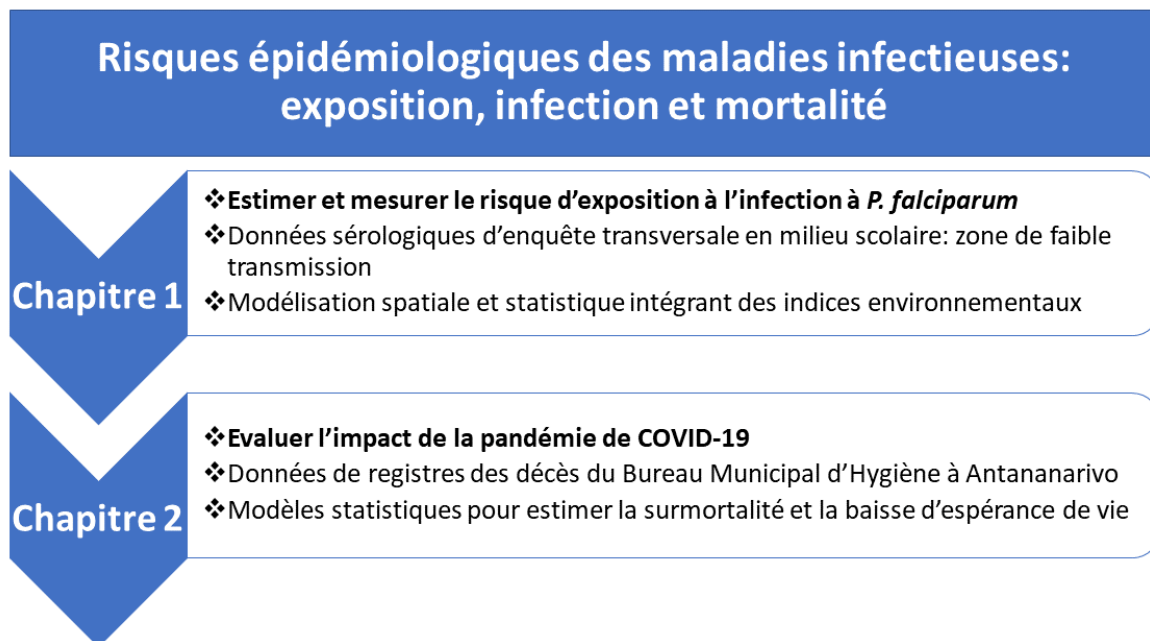 Risques épidémiologiques des maladies infectieuses:
exposition, infection et mortalité
Chapitre 1
❖Estimer et mesurer le risque d’exposition à l’infection à P. falciparum
❖Données sérologiques d’enquête transversale en milieu scolaire: zone de faible
transmission
❖Modélisation spatiale et statistique intégrant des indices environnementaux
Chapitre 2
❖Evaluer l’impact de la pandémie de COVID-19
❖Données de registres des décès du Bureau Municipal d’Hygiène à Antananarivo
❖Modèles statistiques pour estimer la surmortalité et la baisse d’espérance de vie